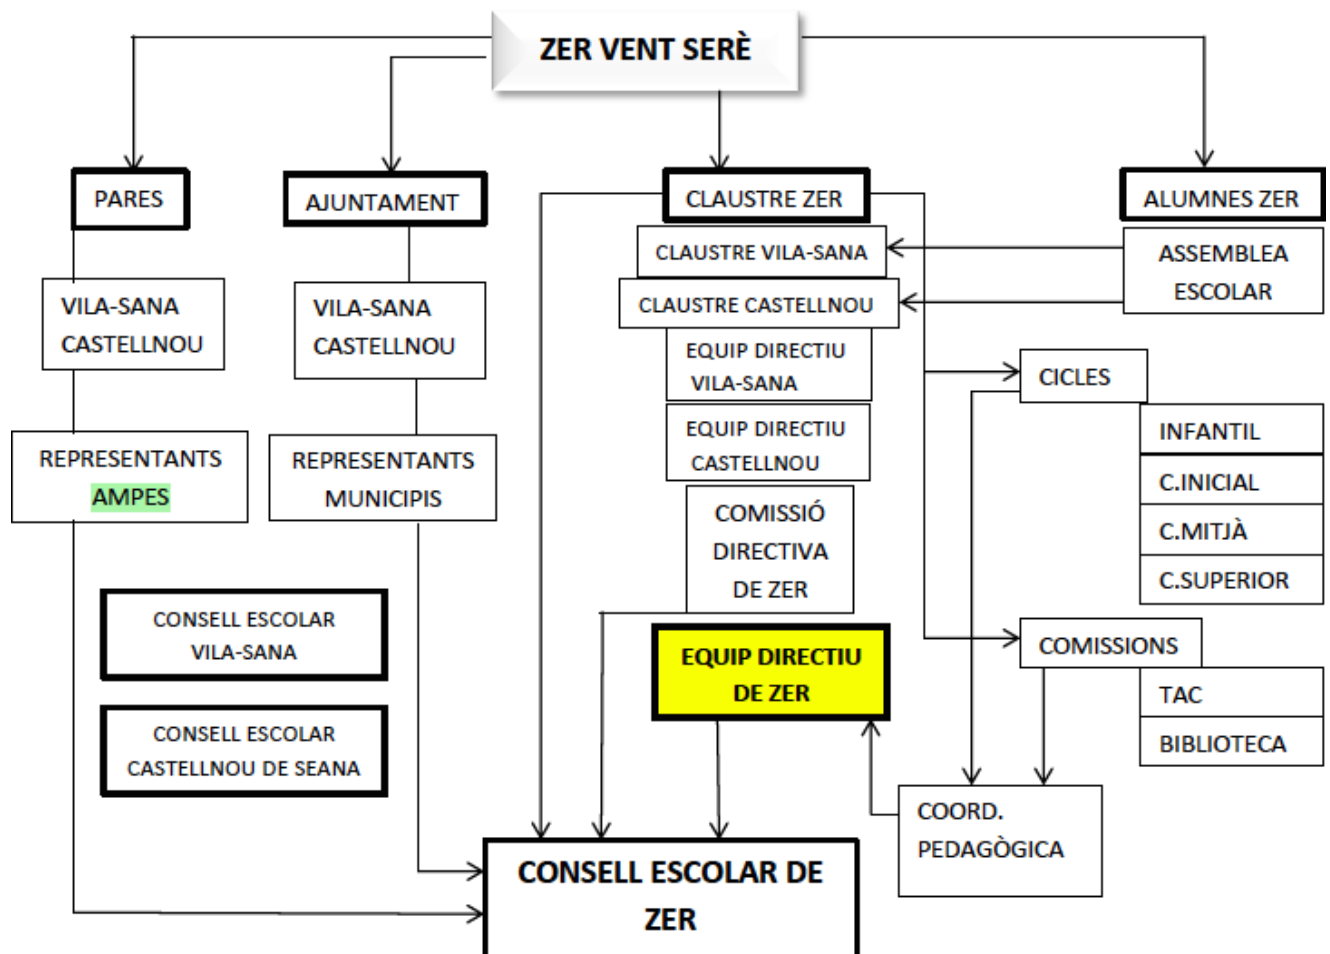 ZER VENT SERÈ
PARES
AJUNTAMENT
CLAUSTRE ZER
ALUMNES ZER
VILA-SANA
CASTELLNOU
VILA-SANA
CASTELLNOU
CLAUSTRE VILA-SANA
CLAUSTRE CASTELLNOU
EQUIP DIRECTIU
VILA-SANA
EQUIP DIRECTIU
CASTELLNOU
ASSEMBLEA
ESCOLAR
CICLES
INFANTIL
C.INICIAL
C.MITJÀ
C.SUPERIOR
REPRESENTANTS
AMPES
REPRESENTANTS
MUNICIPIS
COMISSIÓ
DIRECTIVA
DE ZER
CONSELL ESCOLAR
VILA-SANA
CONSELL ESCOLAR
CASTELLNOU DE SEANA
EQUIP DIRECTIU
DE ZER
COMISSIONS
TAC
BIBLIOTECA
COORD.
PEDAGÒGICA
CONSELL ESCOLAR DE
ZER